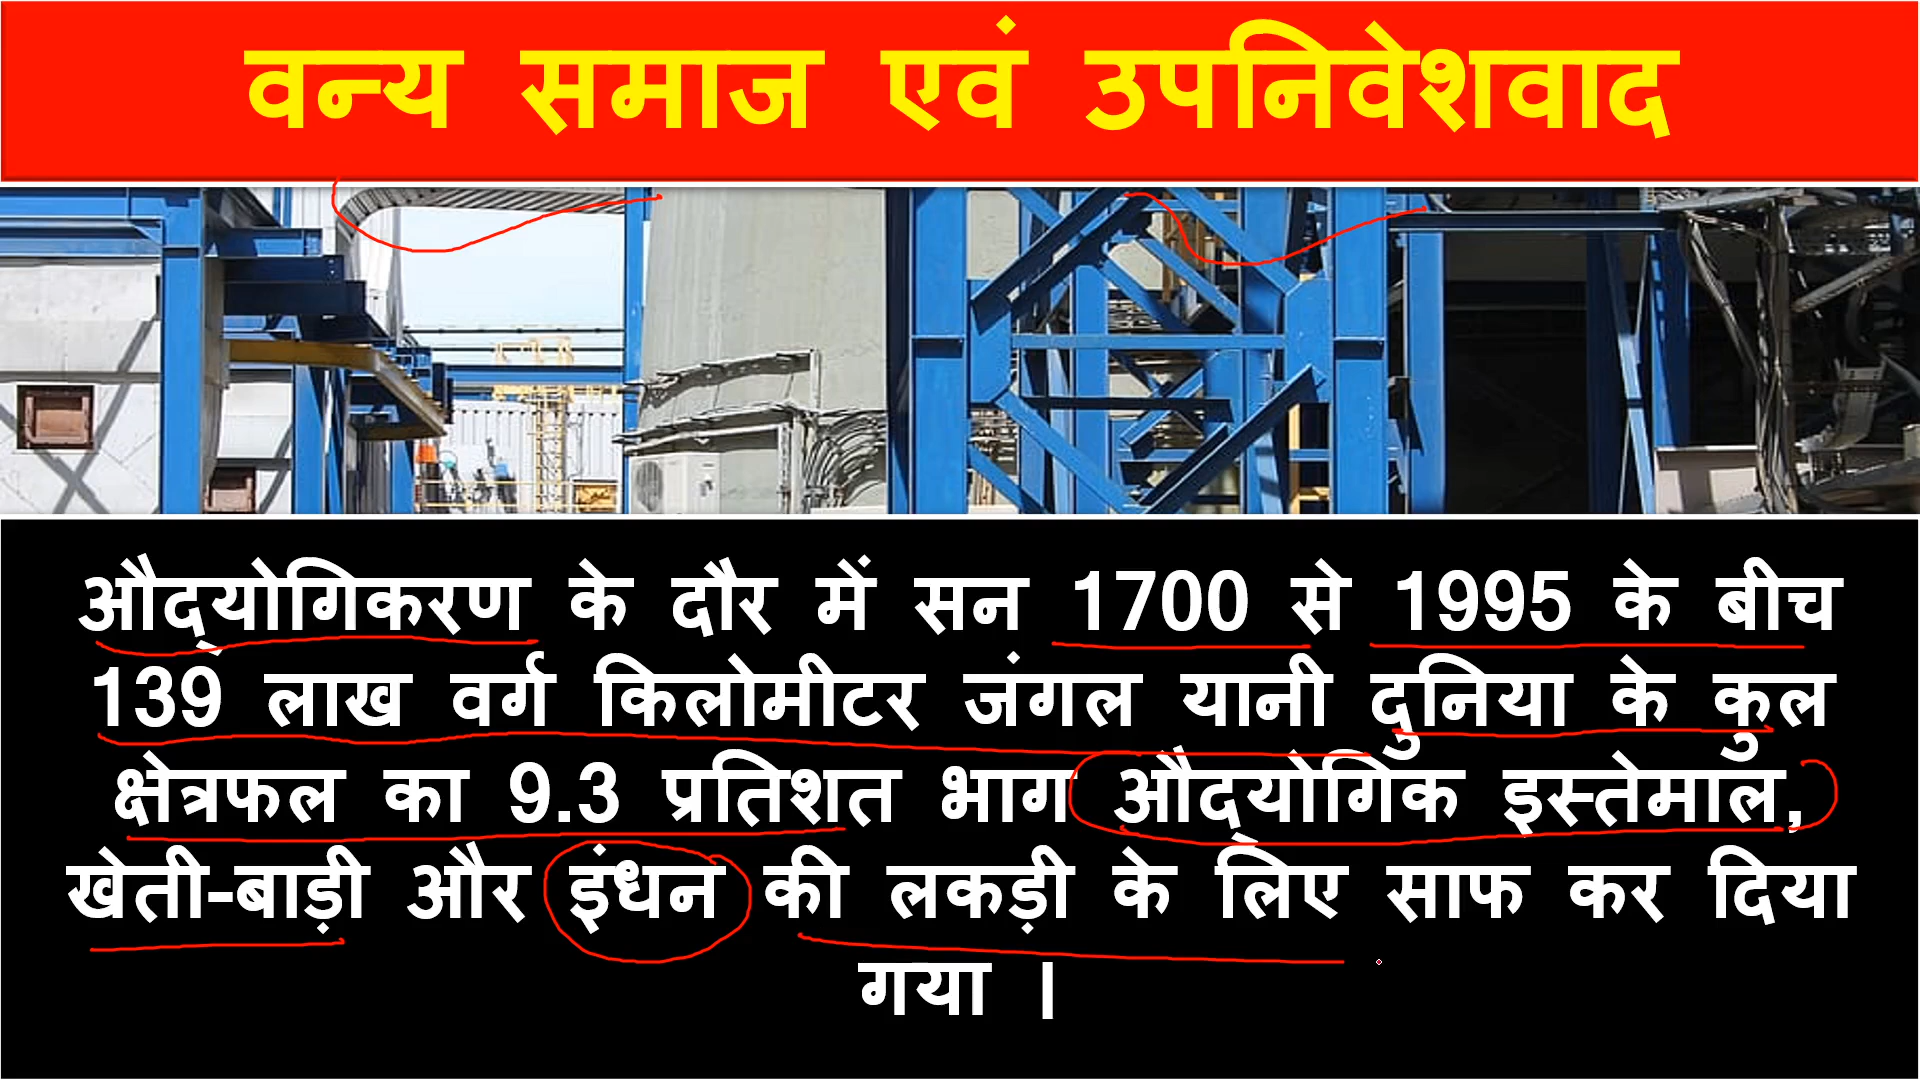 वन्य समाज एवं उपनिवेशवाद
औद्योगिकरण के दौर में सन 1700 से 1995 के बीच
139 लाख वर्ग किलोमीटर जंगल यानी दुनिया के कुल
क्षेत्रफल का 9.3 प्रतिशत भाग औद्योगिक इस्तेमाल,
खेती-बाड़ी और इंधन की लकड़ी के लिए साफ कर दिया
गया ।